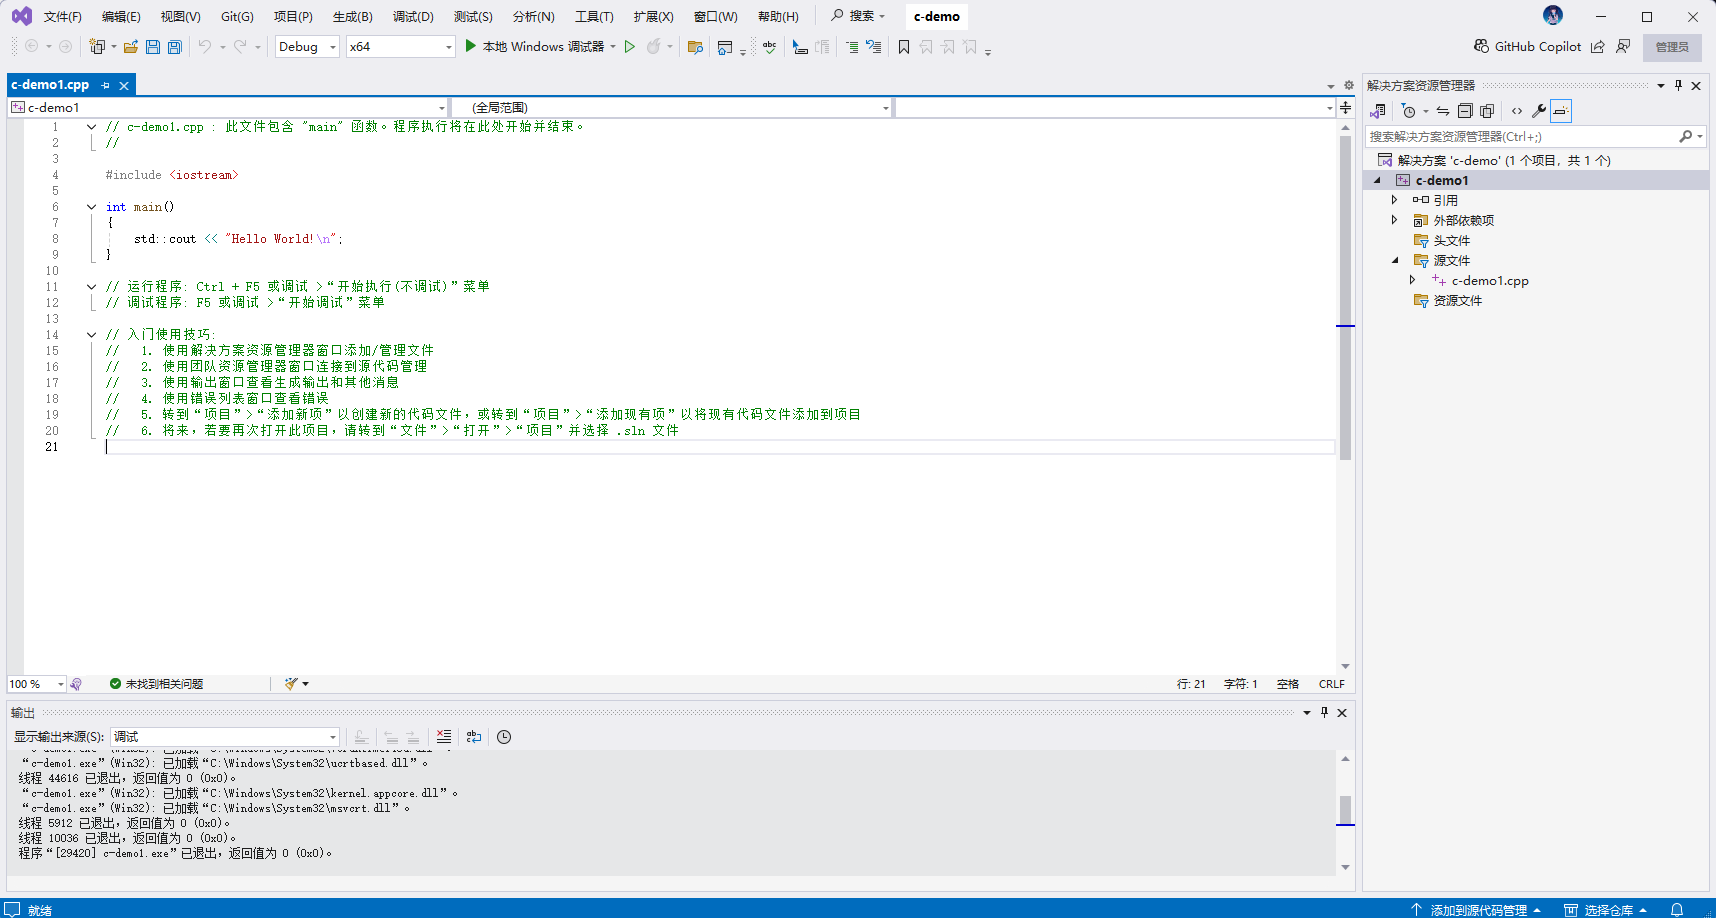 文件(F) 编辑(E) 视图(V) Git(G) 项目(P) 生成(B) 调试(D) 测试(S) 分析(N) 工具(T) 扩展(X) 窗口(W) 帮助(H) 搜索 c-demo
Debug x64 本地 Windows 调试器 abc GitHub Copilot 管理员
c-demo1.cpp
c-demo1 (全局范围)
1 // c-demo1.cpp : 此文件包含 "main" 函数。程序执行将在此处开始并结束。
2 //
3
4 #include <iostream>
5
6 int main()
7 {
8 std::cout << "Hello World!\n";
9 }
10
11 // 运行程序: Ctrl + F5 或调试 >“开始执行(不调试)”菜单
12 // 调试程序: F5 或调试 >“开始调试”菜单
13
14 // 入门使用技巧:
15 // 1. 使用解决方案资源管理器窗口添加/管理文件
16 // 2. 使用团队资源管理器窗口连接到源代码管理
17 // 3. 使用输出窗口查看生成输出和其他消息
18 // 4. 使用错误列表窗口查看错误
19 // 5. 转到“项目”>“添加新项”以创建新的代码文件，或转到“项目”>“添加现有项”以将现有代码文件添加到项目
20 // 6. 将来，若要再次打开此项目，请转到“文件”>“打开”>“项目”并选择 .sln 文件
21
100 % 未找到相关问题 行: 21 字符: 1 空格 CRLF
输出
显示输出来源(S): 调试
“c-demo1.exe”(Win32): 已加载“C:\Windows\System32\ucrtbased.dll”。
线程 44616 已退出，返回值为 0 (0x0)。
“c-demo1.exe”(Win32): 已加载“C:\Windows\System32\kernel.appcore.dll”。
“c-demo1.exe”(Win32): 已加载“C:\Windows\System32\msvcrt.dll”。
线程 5912 已退出，返回值为 0 (0x0)。
线程 10036 已退出，返回值为 0 (0x0)。
程序“[29420] c-demo1.exe”已退出，返回值为 0 (0x0)。
解决方案资源管理器
搜索解决方案资源管理器(Ctrl+;)
解决方案 'c-demo' (1 个项目，共 1 个)
c-demo1
引用
外部依赖项
头文件
源文件
c-demo1.cpp
资源文件
就绪 添加到源代码管理 选择仓库